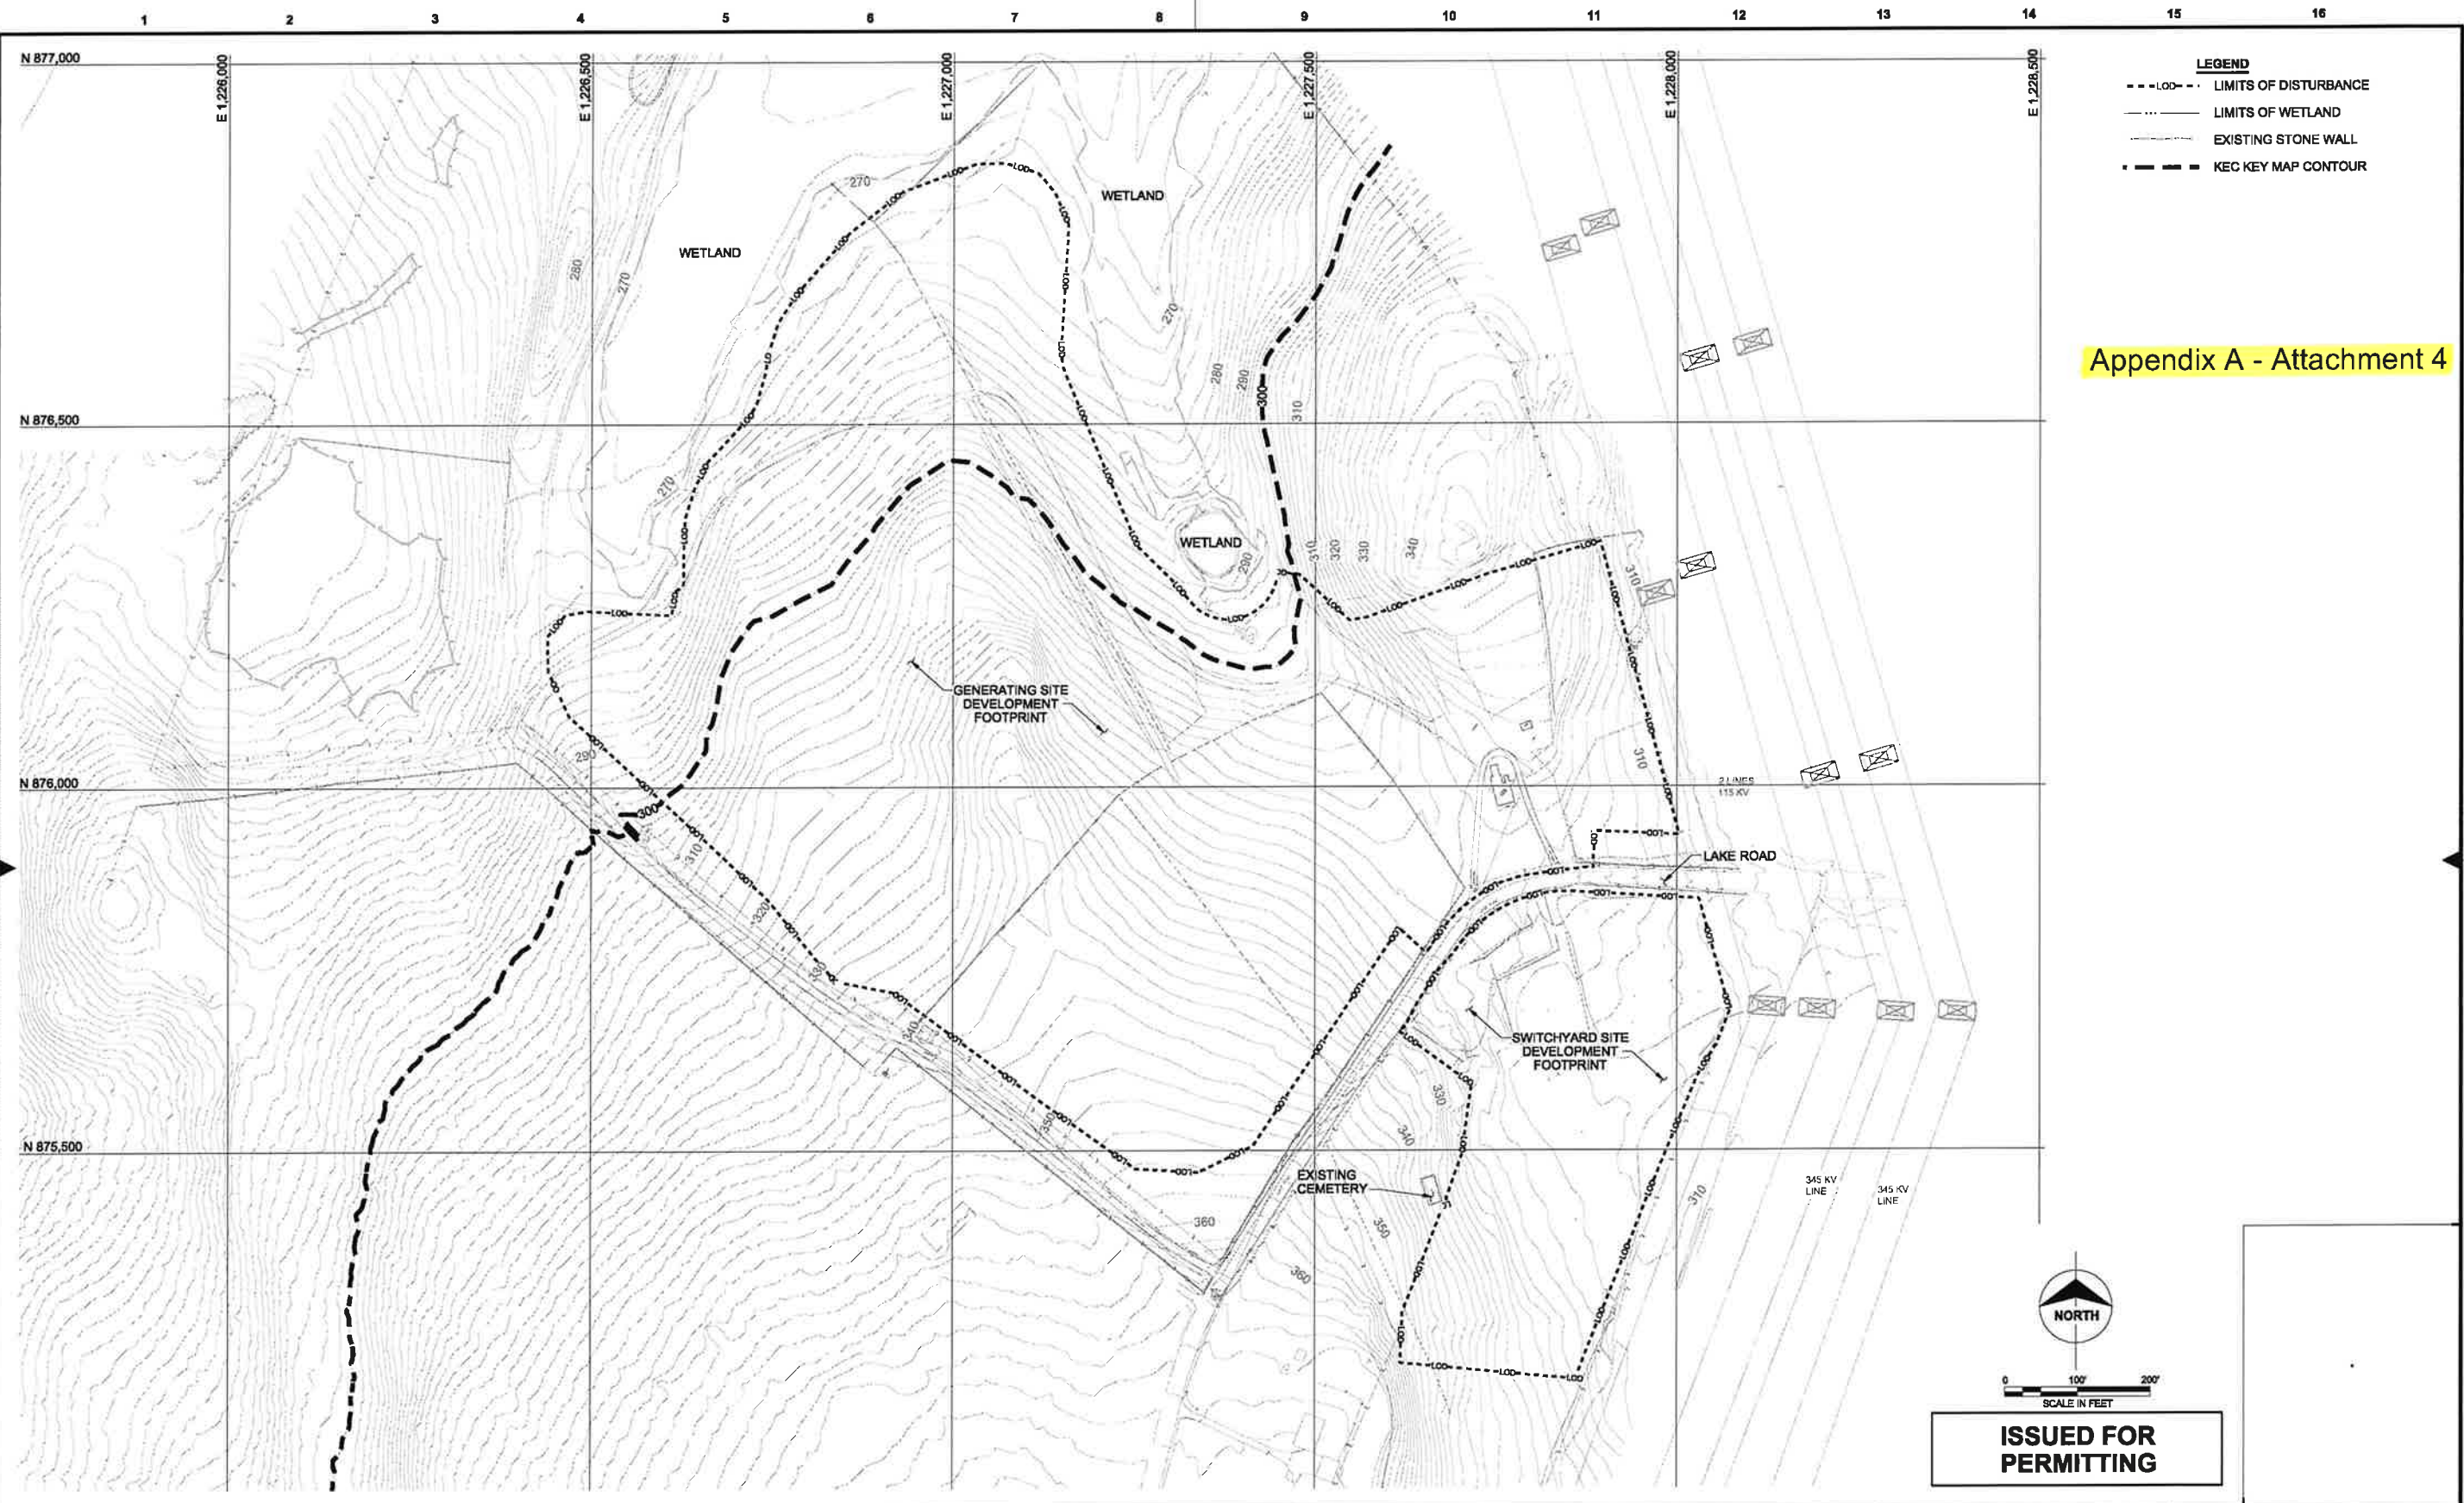 1 2 3 4 5 6 7 8 9 10 11 12 13 14 15 16
N 877,000
E 1,226,000
E 1,226,500
E 1,227,000
E 1,227,500
E 1,228,000
E 1,228,500
LEGEND
LOD LIMITS OF DISTURBANCE
LIMITS OF WETLAND
EXISTING STONE WALL
KEC KEY MAP CONTOUR
Appendix A - Attachment 4
WETLAND
WETLAND
270
280
270
270
280
290
300
310
N 876,500
270
WETLAND
290
310
320
330
340
310
GENERATING SITE
DEVELOPMENT
FOOTPRINT
290
310
N 876,000
2 LINES
115 KV
300
310
LAKE ROAD
320
330
340
SWITCHYARD SITE
DEVELOPMENT
FOOTPRINT
330
350
340
N 875,500
EXISTING
CEMETERY
345 KV
LINE
345 KV
LINE
310
360
350
360
NORTH
0 100' 200'
SCALE IN FEET
ISSUED FOR
PERMITTING